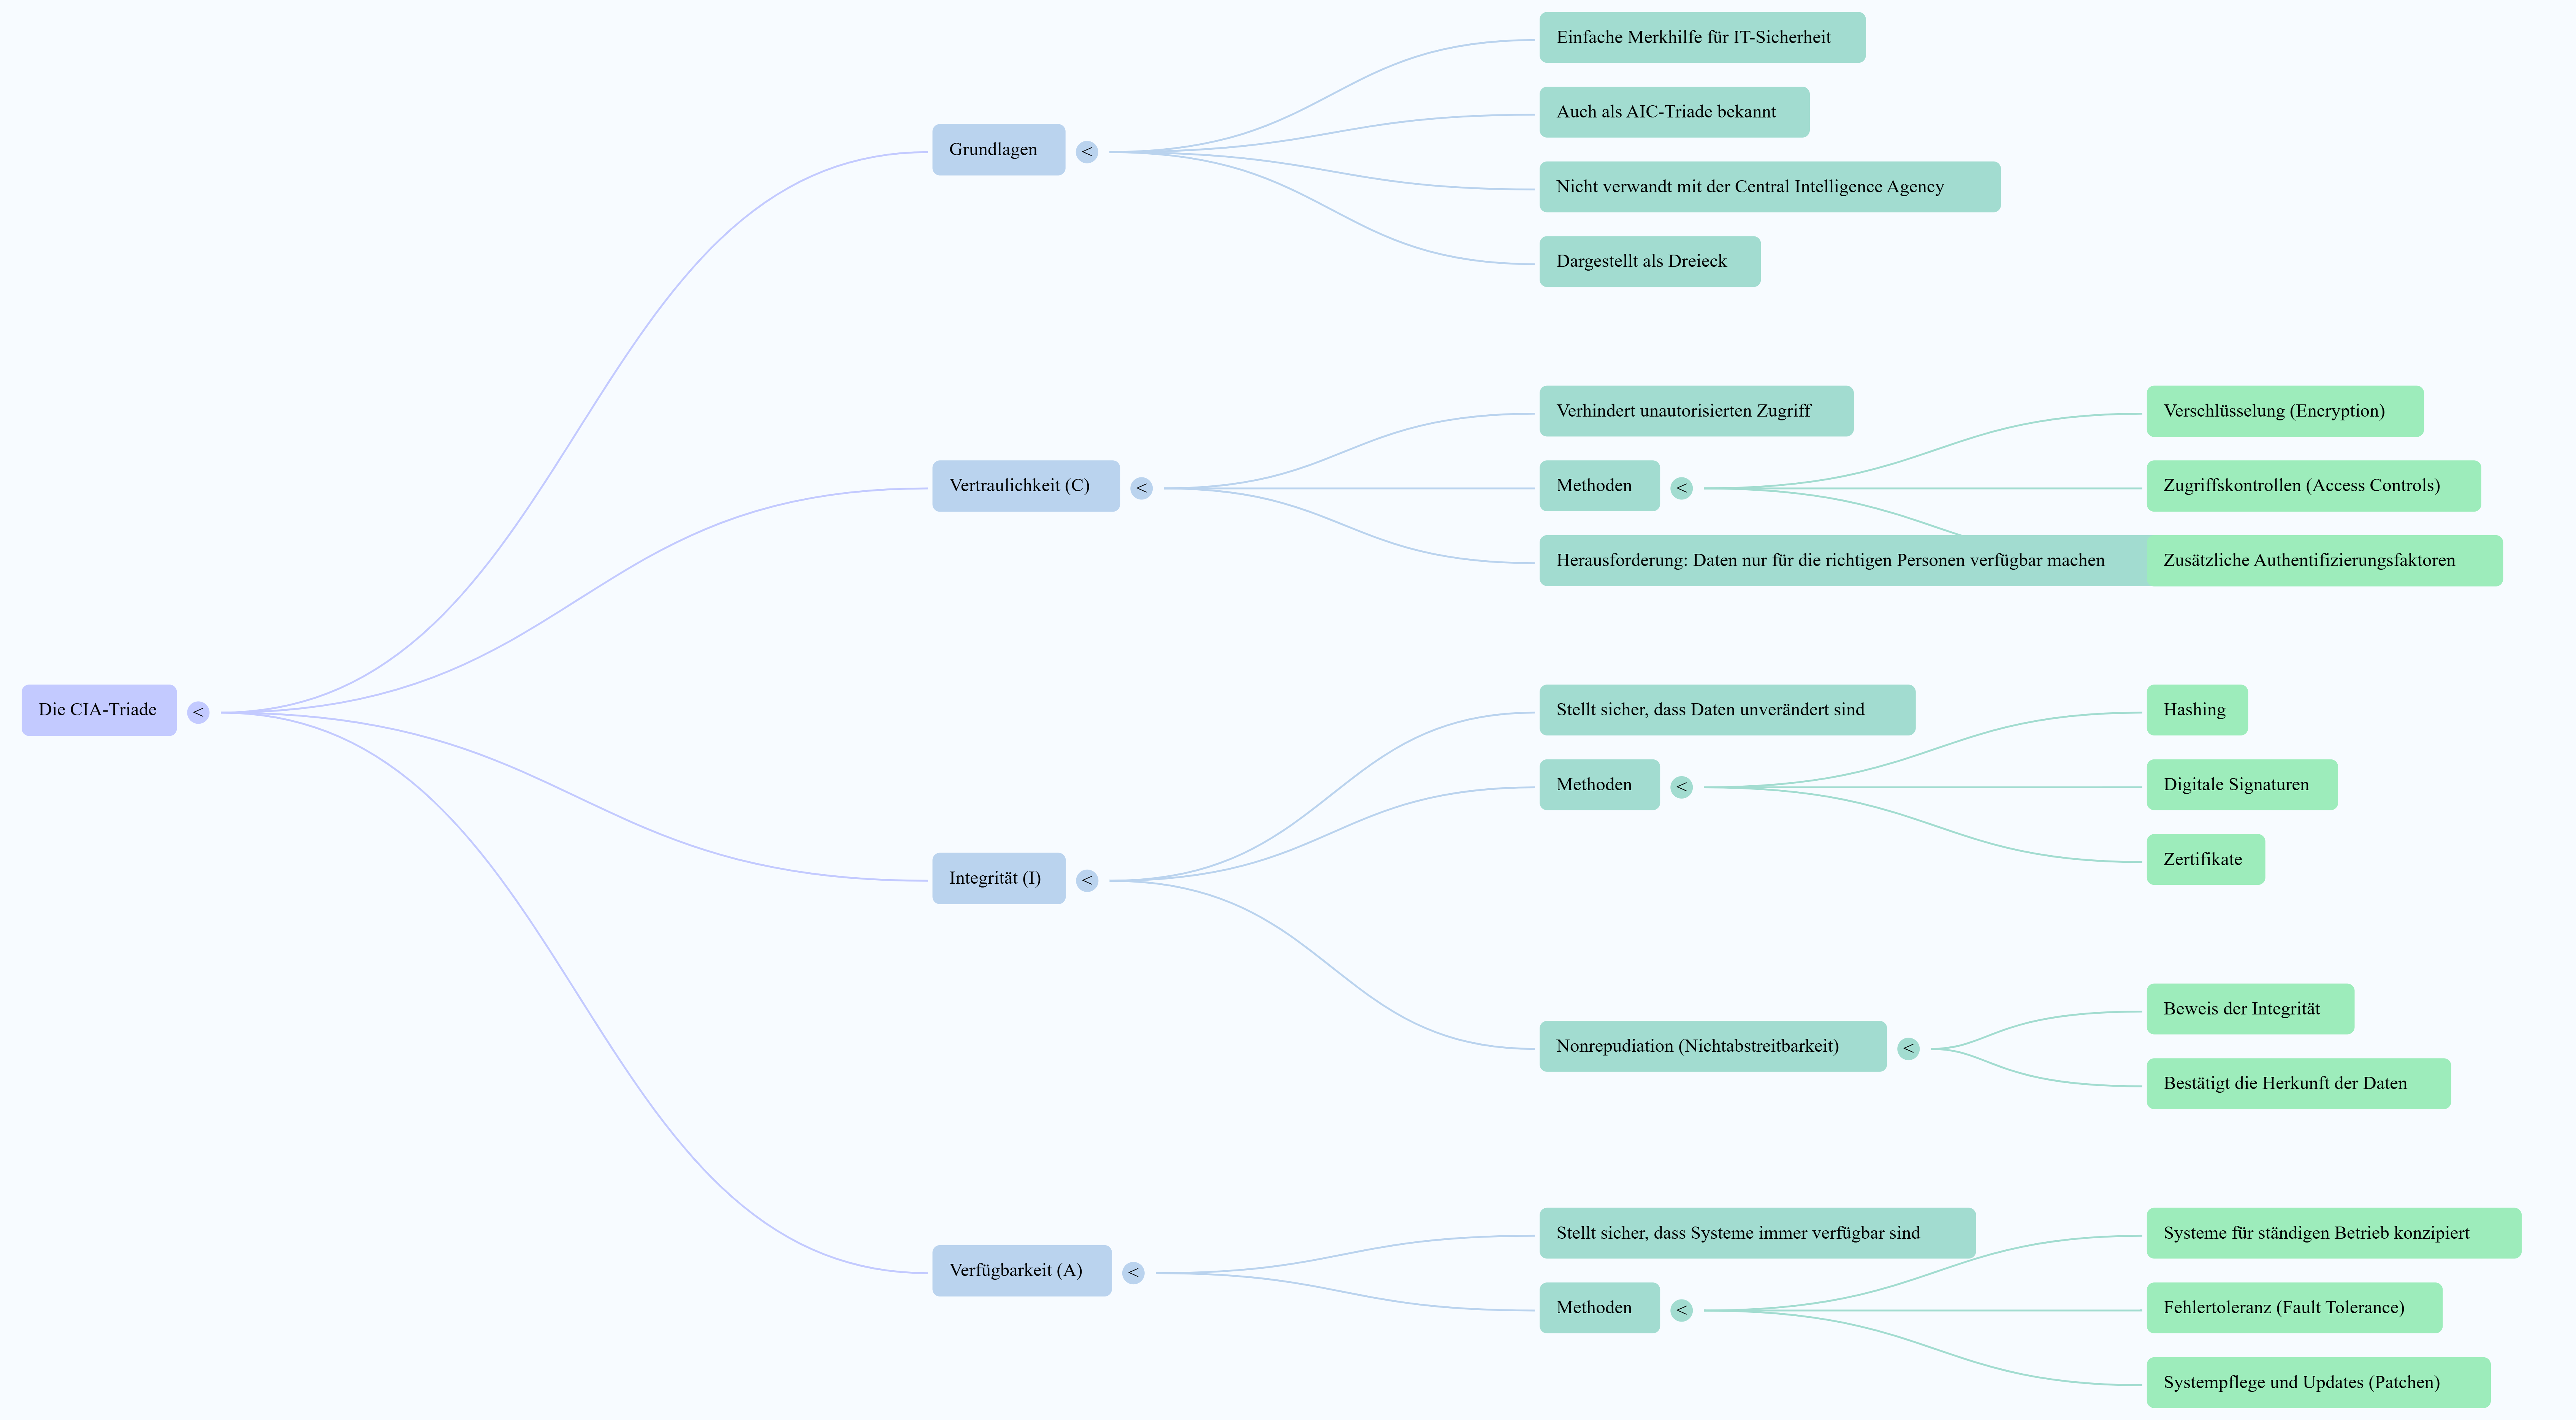 Die CIA-Triade
<
Grundlagen
<
Einfache Merkhilfe für IT-Sicherheit
Auch als AIC-Triade bekannt
Nicht verwandt mit der Central Intelligence Agency
Dargestellt als Dreieck
Vertraulichkeit (C)
<
Verhindert unautorisierten Zugriff
Methoden
<
Verschlüsselung (Encryption)
Zugriffskontrollen (Access Controls)
Zusätzliche Authentifizierungsfaktoren
Herausforderung: Daten nur für die richtigen Personen verfügbar machen
Integrität (I)
<
Stellt sicher, dass Daten unverändert sind
Methoden
<
Hashing
Digitale Signaturen
Zertifikate
Nonrepudiation (Nichtabstreitbarkeit)
<
Beweis der Integrität
Bestätigt die Herkunft der Daten
Verfügbarkeit (A)
<
Stellt sicher, dass Systeme immer verfügbar sind
Methoden
<
Systeme für ständigen Betrieb konzipiert
Fehlertoleranz (Fault Tolerance)
Systempflege und Updates (Patchen)